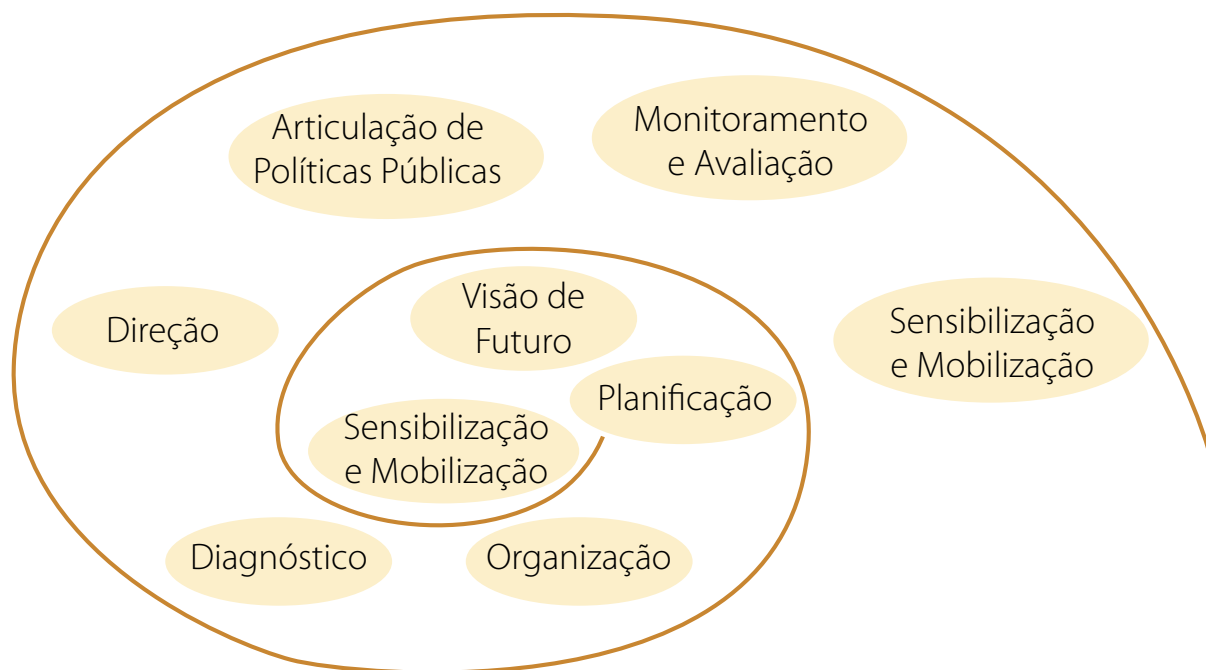 Articulação de
Políticas Públicas
Monitoramento
e Avaliação
Visão de
Futuro
Direção
Sensibilização
e Mobilização
Planificação
Sensibilização
e Mobilização
Diagnóstico
Organização